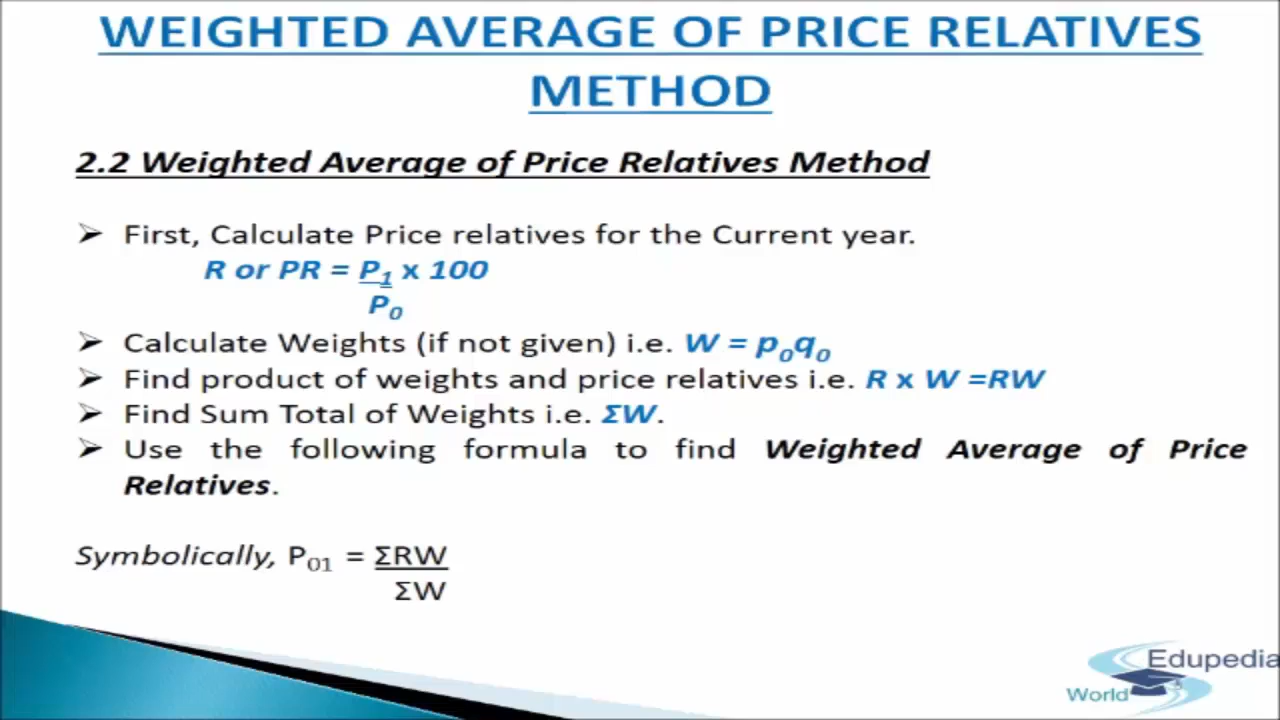 WEIGHTED AVERAGE OF PRICE RELATIVES
METHOD
2.2 Weighted Average of Price Relatives Method
➢ First, Calculate Price relatives for the Current year.
R or PR = P₁ x 100
P₀
➢ Calculate Weights (if not given) i.e. W = p₀q₀
➢ Find product of weights and price relatives i.e. R x W =RW
➢ Find Sum Total of Weights i.e. ΣW.
➢ Use the following formula to find Weighted Average of Price
Relatives.
Symbolically, P₀₁ = ΣRW
ΣW
Edupedia
World